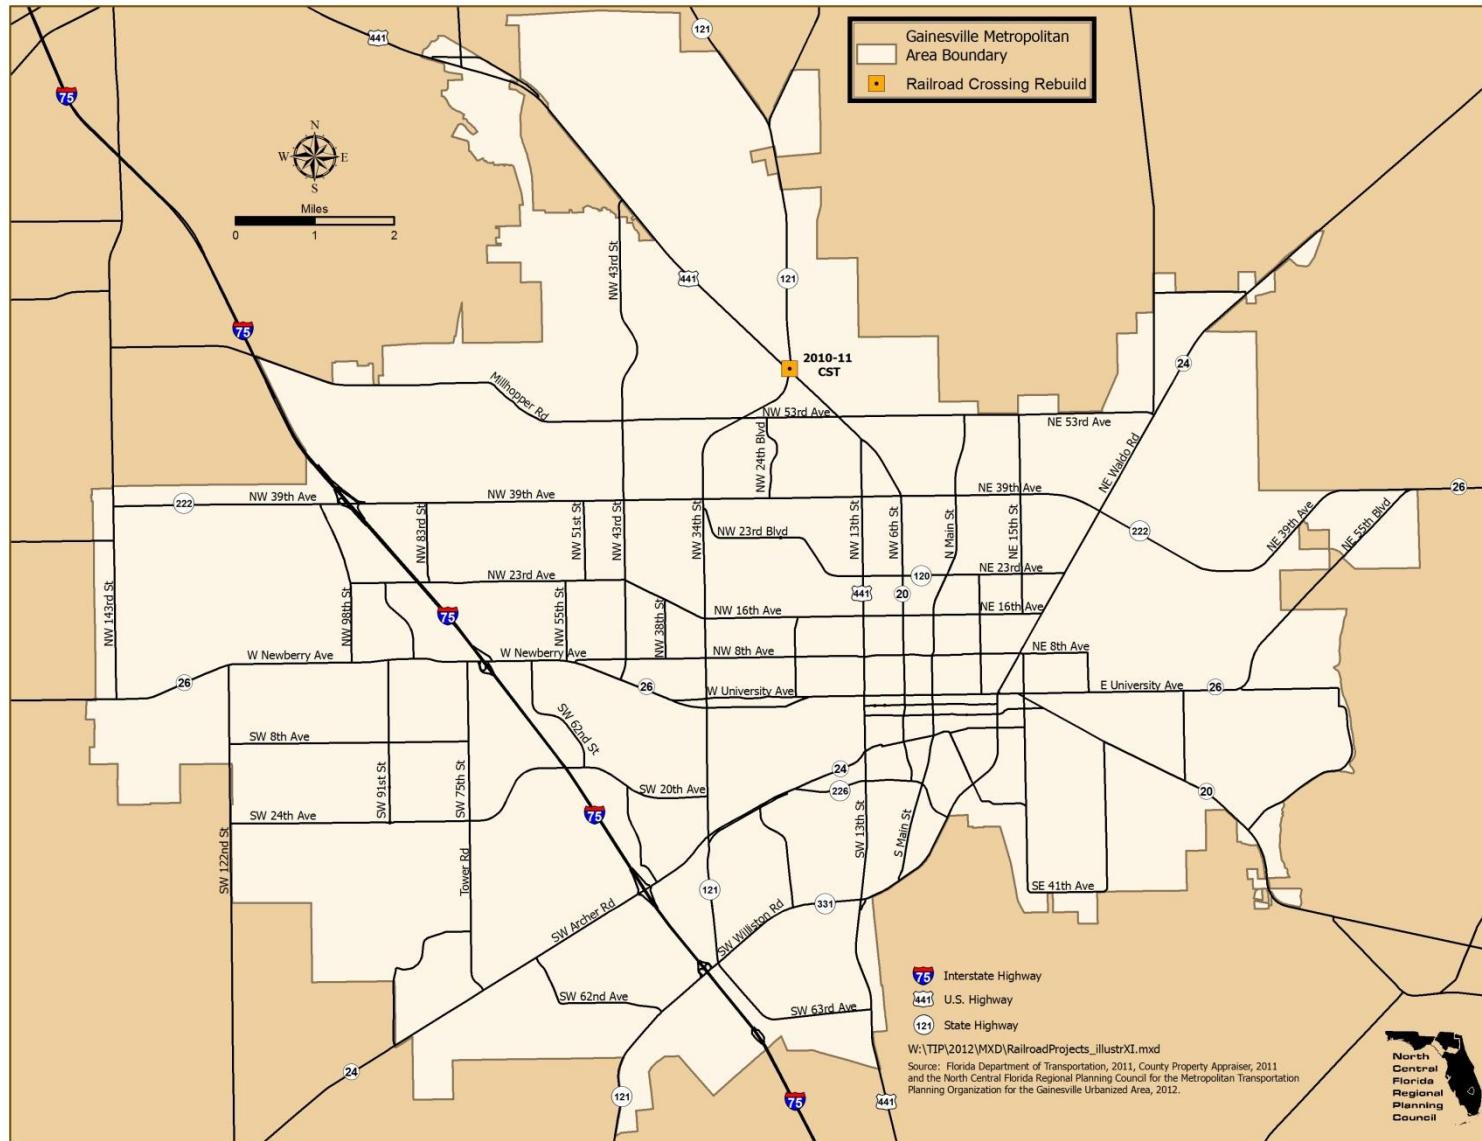 441
121
Gainesville Metropolitan
Area Boundary
Railroad Crossing Rebuild
75
N
W
E
S
Miles
0
1
2
NW 43rd St
441
121
75
2010-11
CST
24
Millhopper Rd
NW 53rd Ave
NE 53rd Ave
NW 24th Blvd
NE Waldo Rd
222
NW 39th Ave
NW 39th Ave
NE 39th Ave
26
NW 83rd St
NW 51st St
NW 43rd St
NW 34th St
NW 23rd Blvd
NW 13th St
NW 6th St
N Main St
NE 15th St
222
NE 39th Ave
NE 55th Blvd
NW 23rd Ave
120
NE 23rd Ave
NW 143rd St
NW 98th St
75
NW 55th St
NW 38th St
NW 16th Ave
441
20
NE 16th Ave
W Newberry Ave
W Newberry Ave
NW 8th Ave
NE 8th Ave
26
26
W University Ave
E University Ave
26
SW 8th Ave
SW 62nd St
SW 91st St
SW 75th St
24
226
SW 20th Ave
20
SW 24th Ave
75
SW 122nd St
Tower Rd
SW 13th St
S Main St
SE 41th Ave
121
331
SW Archer Rd
SW Williston Rd
SW 62nd Ave
SW 63rd Ave
75
Interstate Highway
441
U.S. Highway
121
State Highway
24
121
75
441
W:\TIP\2012\MXD\RailroadProjects_illustrXI.mxd
Source: Florida Department of Transportation, 2011, County Property Appraiser, 2011
and the North Central Florida Regional Planning Council for the Metropolitan Transportation
Planning Organization for the Gainesville Urbanized Area, 2012.
North
Central
Florida
Regional
Planning
Council